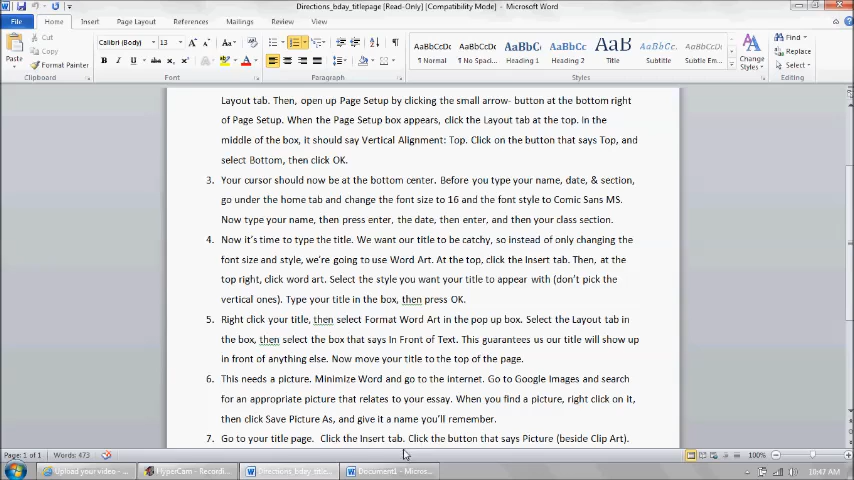 Directions_bday_titlepage [Read-Only] [Compatibility Mode] - Microsoft Word
File Home Insert Page Layout References Mailings Review View
Cut
Copy
Format Painter
Paste
Calibri (Body) 13
Clipboard Font Paragraph Styles Editing
AaBbCcDc AaBbCcDc AaBbC AaBbCc AaB AaBbCc. AaBbCcDc
¶ Normal ¶ No Spaci... Heading 1 Heading 2 Title Subtitle Subtle Em...
Change Styles
Find
Replace
Select
Layout tab. Then, open up Page Setup by clicking the small arrow- button at the bottom right
of Page Setup. When the Page Setup box appears, click the Layout tab at the top. In the
middle of the box, it should say Vertical Alignment: Top. Click on the button that says Top, and
select Bottom, then click OK.
3. Your cursor should now be at the bottom center. Before you type your name, date, & section,
go under the home tab and change the font size to 16 and the font style to Comic Sans MS.
Now type your name, then press enter, the date, then enter, and then your class section.
4. Now it's time to type the title. We want our title to be catchy, so instead of only changing the
font size and style, we're going to use Word Art. At the top, click the Insert tab. Then, at the
top right, click word art. Select the style you want your title to appear with (don't pick the
vertical ones). Type your title in the box, then press OK.
5. Right click your title, then select Format Word Art in the pop up box. Select the Layout tab in
the box, then select the box that says In Front of Text. This guarantees us our title will show up
in front of anything else. Now move your title to the top of the page.
6. This needs a picture. Minimize Word and go to the internet. Go to Google Images and search
for an appropriate picture that relates to your essay. When you find a picture, right click on it,
then click Save Picture As, and give it a name you'll remember.
7. Go to your title page. Click the Insert tab. Click the button that says Picture (beside Clip Art).
Page: 1 of 1 Words: 473 100%
Upload your video - ... HyperCam - Recordi... Directions_bday_title... Document1 - Micros... 10:47 AM